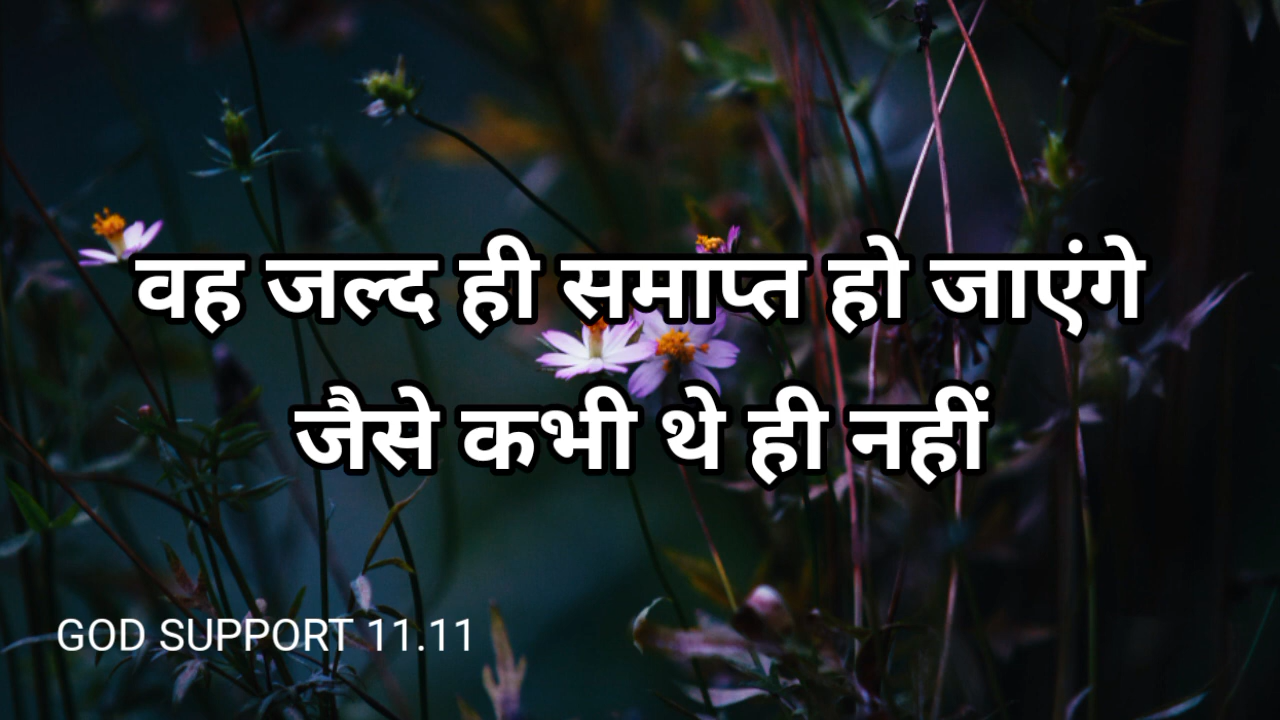 वह जल्द ही समाप्त हो जाएंगे
जैसे कभी थे ही नहीं
GOD SUPPORT 11.11